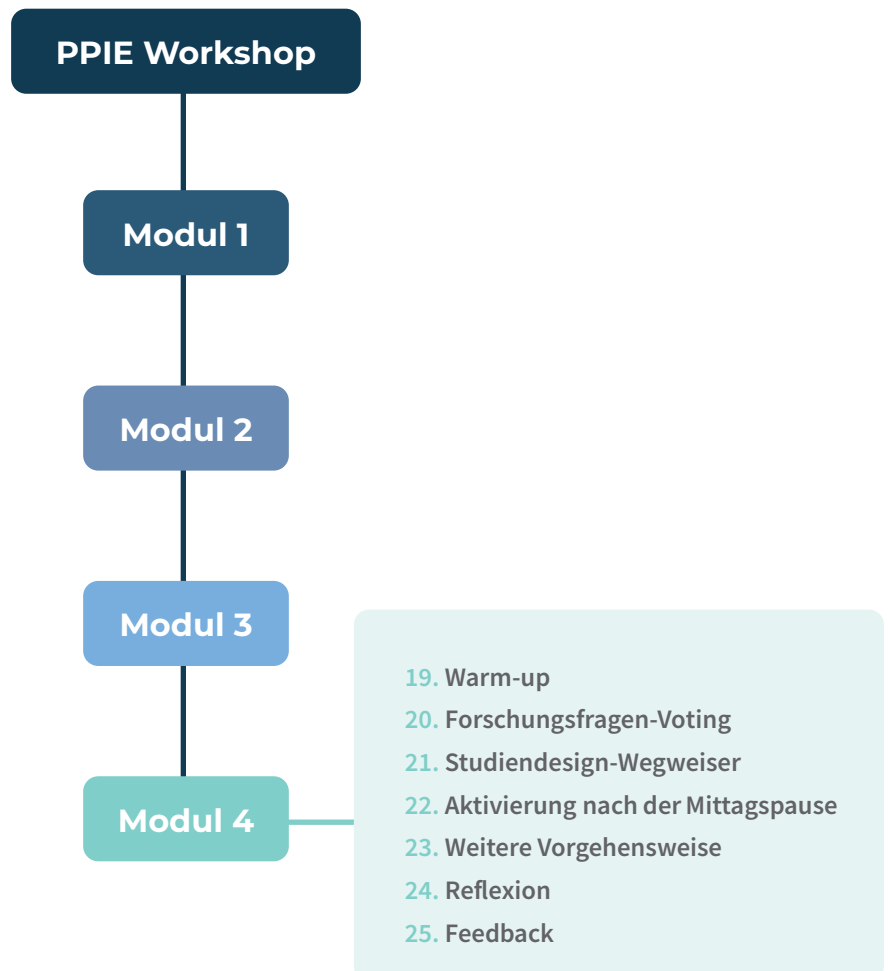 PPIE Workshop
Modul 1
Modul 2
Modul 3
Modul 4
19. Warm-up
20. Forschungsfragen-Voting
21. Studiendesign-Wegweiser
22. Aktivierung nach der Mittagspause
23. Weitere Vorgehensweise
24. Reflexion
25. Feedback